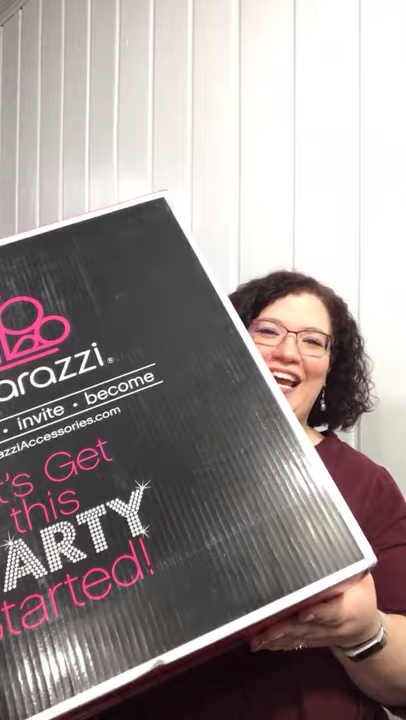 arazzi®
• invite • become
azziAccessories.com
t's Get
this
ARTY
started!